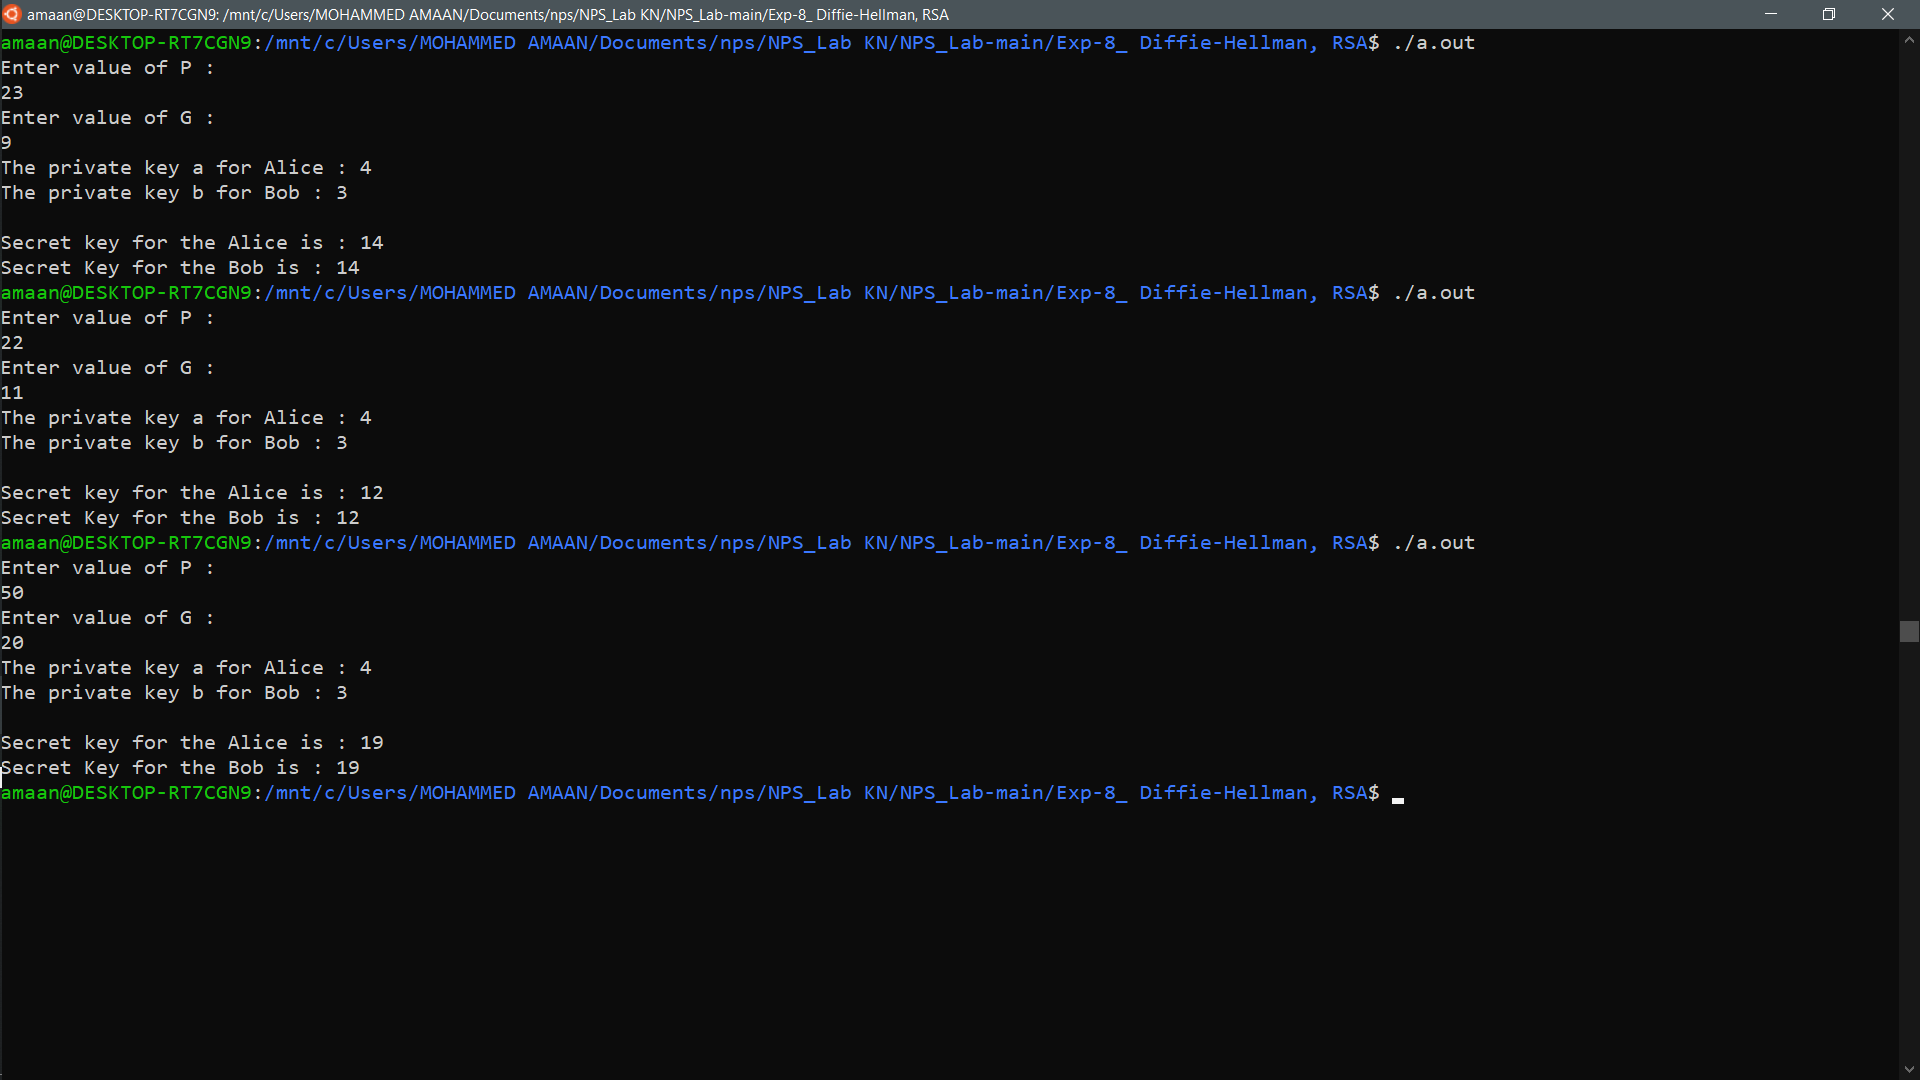 amaan@DESKTOP-RT7CGN9: /mnt/c/Users/MOHAMMED AMAAN/Documents/nps/NPS_Lab KN/NPS_Lab-main/Exp-8_ Diffie-Hellman, RSA
amaan@DESKTOP-RT7CGN9:/mnt/c/Users/MOHAMMED AMAAN/Documents/nps/NPS_Lab KN/NPS_Lab-main/Exp-8_ Diffie-Hellman, RSA$ ./a.out
Enter value of P :
23
Enter value of G :
9
The private key a for Alice : 4
The private key b for Bob : 3
Secret key for the Alice is : 14
Secret Key for the Bob is : 14
amaan@DESKTOP-RT7CGN9:/mnt/c/Users/MOHAMMED AMAAN/Documents/nps/NPS_Lab KN/NPS_Lab-main/Exp-8_ Diffie-Hellman, RSA$ ./a.out
Enter value of P :
22
Enter value of G :
11
The private key a for Alice : 4
The private key b for Bob : 3
Secret key for the Alice is : 12
Secret Key for the Bob is : 12
amaan@DESKTOP-RT7CGN9:/mnt/c/Users/MOHAMMED AMAAN/Documents/nps/NPS_Lab KN/NPS_Lab-main/Exp-8_ Diffie-Hellman, RSA$ ./a.out
Enter value of P :
50
Enter value of G :
20
The private key a for Alice : 4
The private key b for Bob : 3
Secret key for the Alice is : 19
Secret Key for the Bob is : 19
amaan@DESKTOP-RT7CGN9:/mnt/c/Users/MOHAMMED AMAAN/Documents/nps/NPS_Lab KN/NPS_Lab-main/Exp-8_ Diffie-Hellman, RSA$